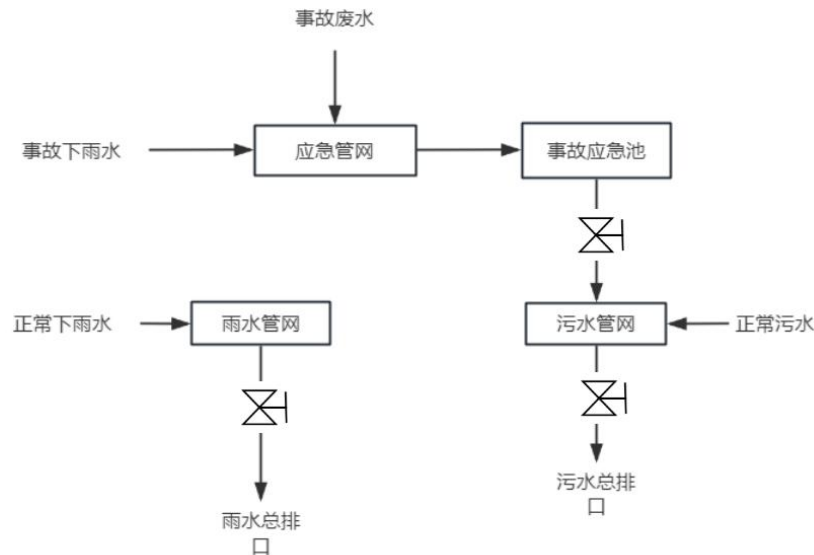 事故废水
事故下雨水
应急管网
事故应急池
正常下雨水
雨水管网
污水管网
正常污水
污水总排
口
雨水总排
口